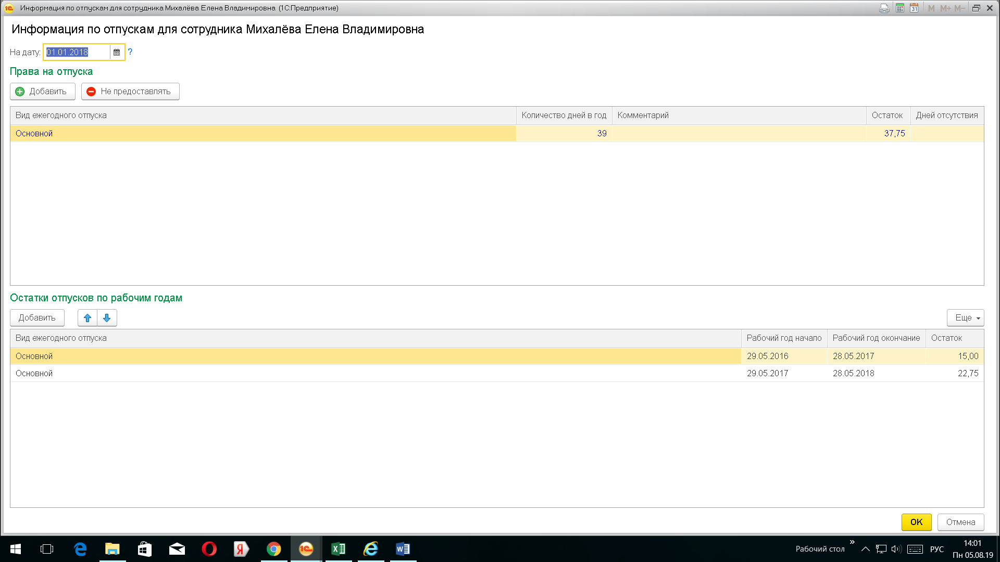 Информация по отпускам для сотрудника Михалёва Елена Владимировна (1С:Предприятие)
31 M M+ M-
Информация по отпускам для сотрудника Михалёва Елена Владимировна
На дату: 01.01.2018 ?
Права на отпуска
Добавить Не предоставлять
Вид ежегодного отпуска Количество дней в год Комментарий Остаток Дней отсутствия
Основной 39 37,75
Остатки отпусков по рабочим годам
Добавить Еще
Вид ежегодного отпуска Рабочий год начало Рабочий год окончание Остаток
Основной 29.05.2016 28.05.2017 15,00
Основной 29.05.2017 28.05.2018 22,75
ОК Отмена
Рабочий стол » РУС 14:01
Пн 05.08.19